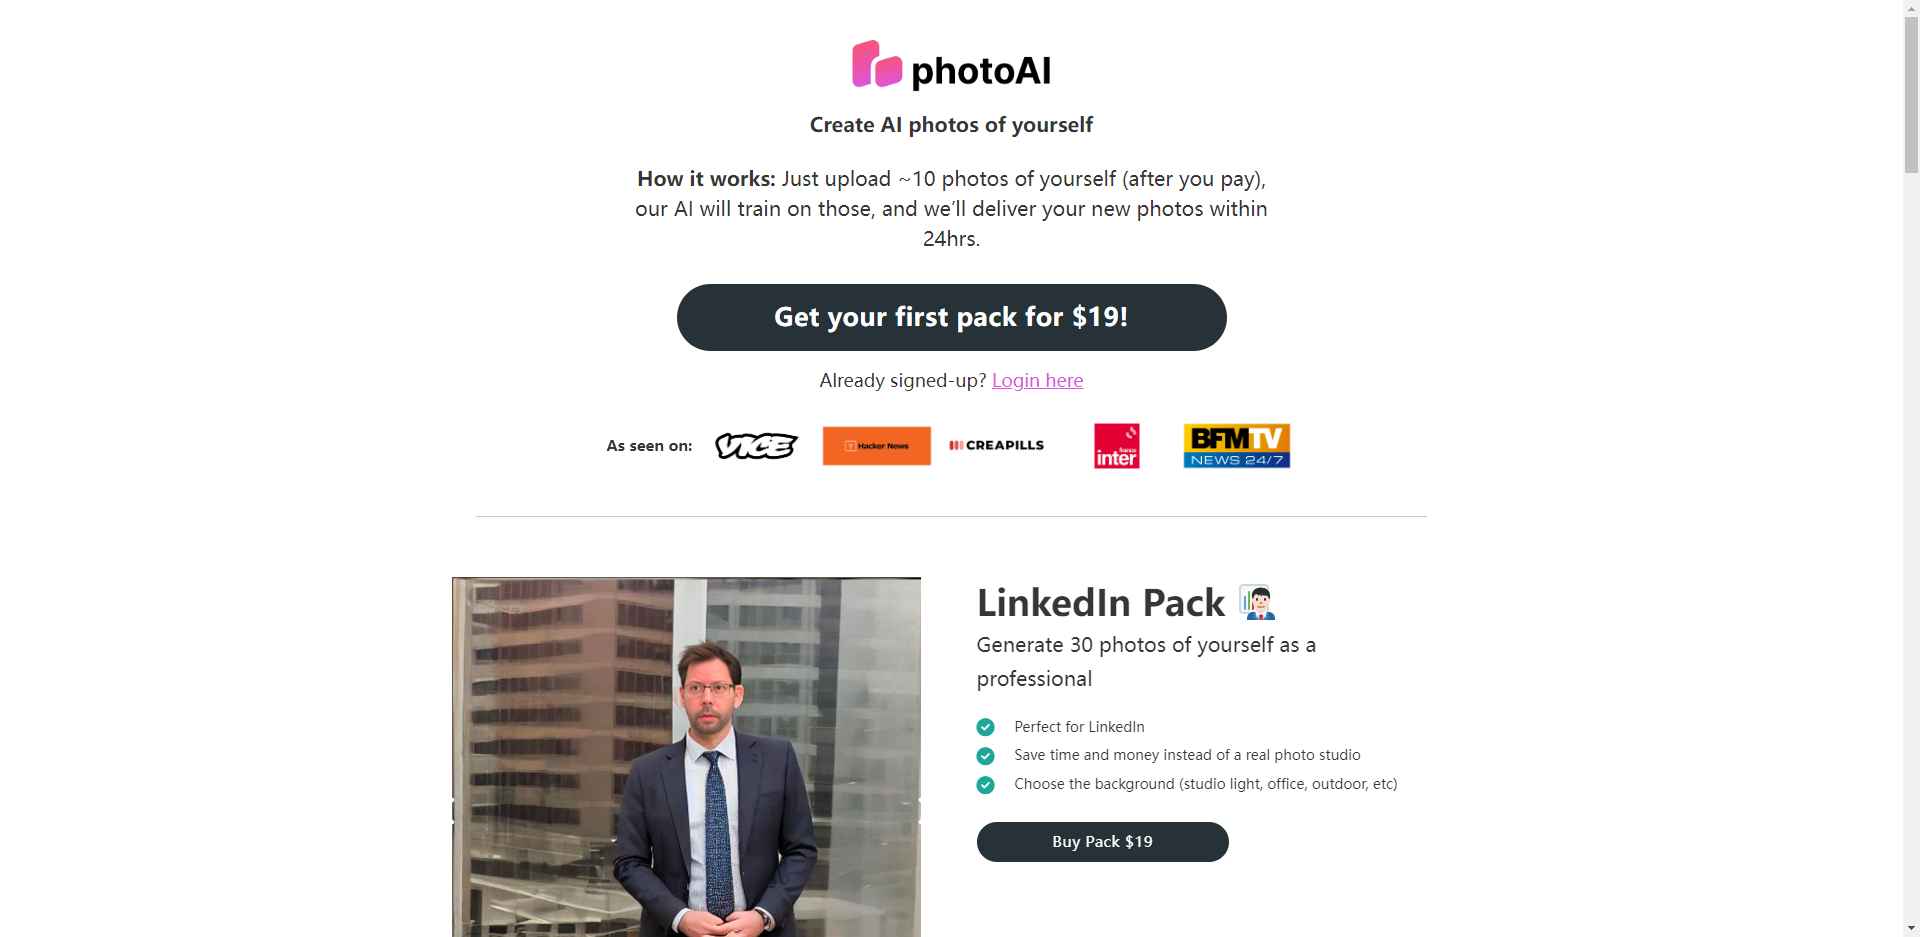 photoAI
Create AI photos of yourself
How it works: Just upload ~10 photos of yourself (after you pay),
our AI will train on those, and we’ll deliver your new photos within
24hrs.
Get your first pack for $19!
Already signed-up? Login here
As seen on: VICE Y Hacker News CREAPILLS france inter BFMTV NEWS 24/7
LinkedIn Pack
Generate 30 photos of yourself as a
professional
Perfect for LinkedIn
Save time and money instead of a real photo studio
Choose the background (studio light, office, outdoor, etc)
Buy Pack $19